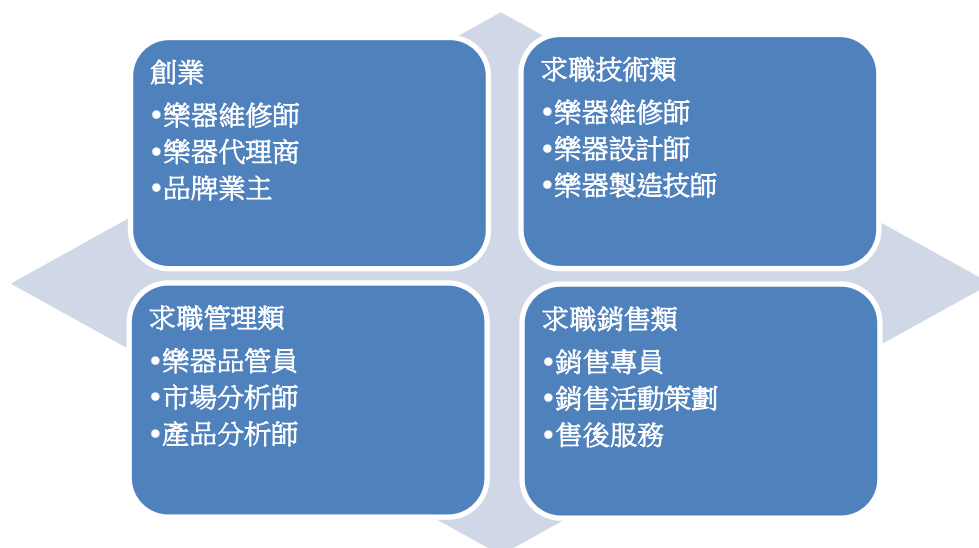 創業
•樂器維修師
•樂器代理商
•品牌業主
求職技術類
•樂器維修師
•樂器設計師
•樂器製造技師
求職管理類
•樂器品管員
•市場分析師
•產品分析師
求職銷售類
•銷售專員
•銷售活動策劃
•售後服務